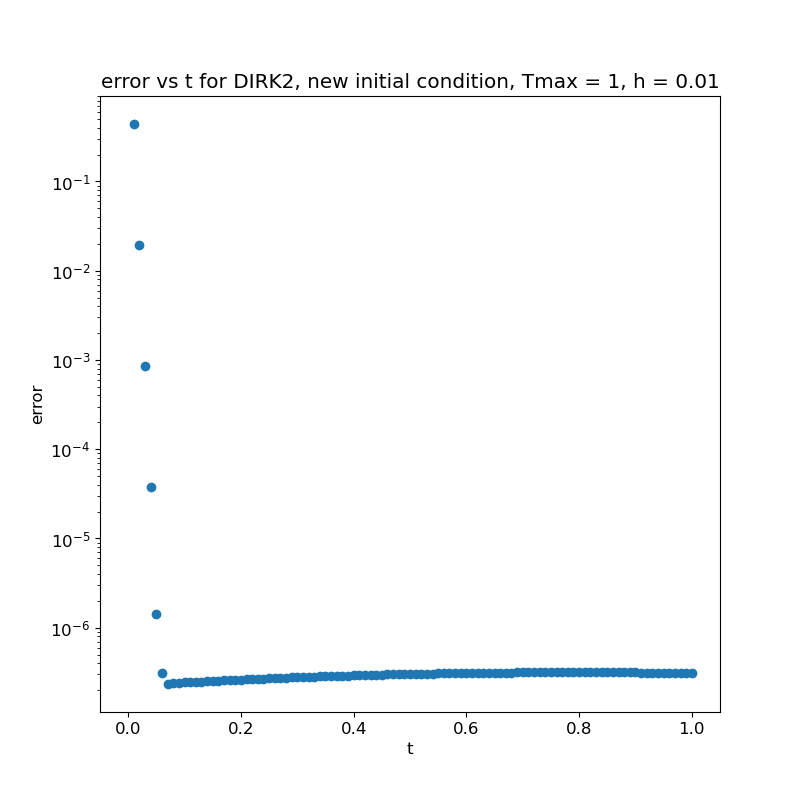 error vs t for DIRK2, new initial condition, Tmax = 1, h = 0.01
10⁻¹
10⁻²
10⁻³
10⁻⁴
10⁻⁵
10⁻⁶
error
0.0 0.2 0.4 0.6 0.8 1.0
t